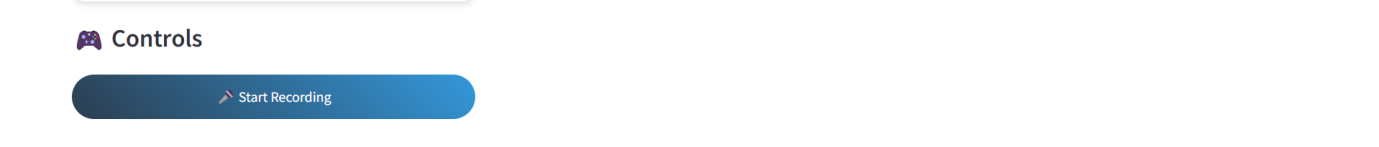 🎮 Controls
🎤 Start Recording